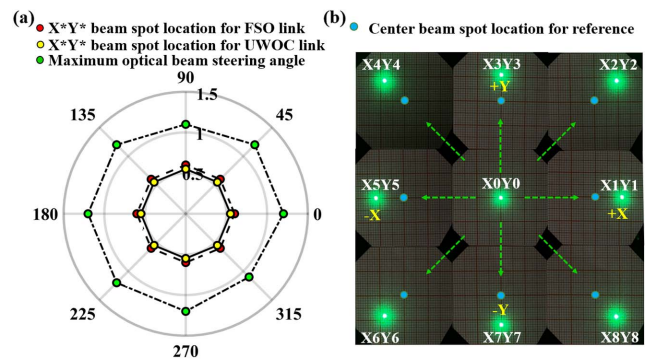 (a) X*Y* beam spot location for FSO link
X*Y* beam spot location for UWOC link
Maximum optical beam steering angle
90
1.5
135
45
1
0.5
180
0
225
315
270
(b) Center beam spot location for reference
X4Y4
X3Y3
X2Y2
+Y
X5Y5
X0Y0
X1Y1
-X
+X
-Y
X6Y6
X7Y7
X8Y8